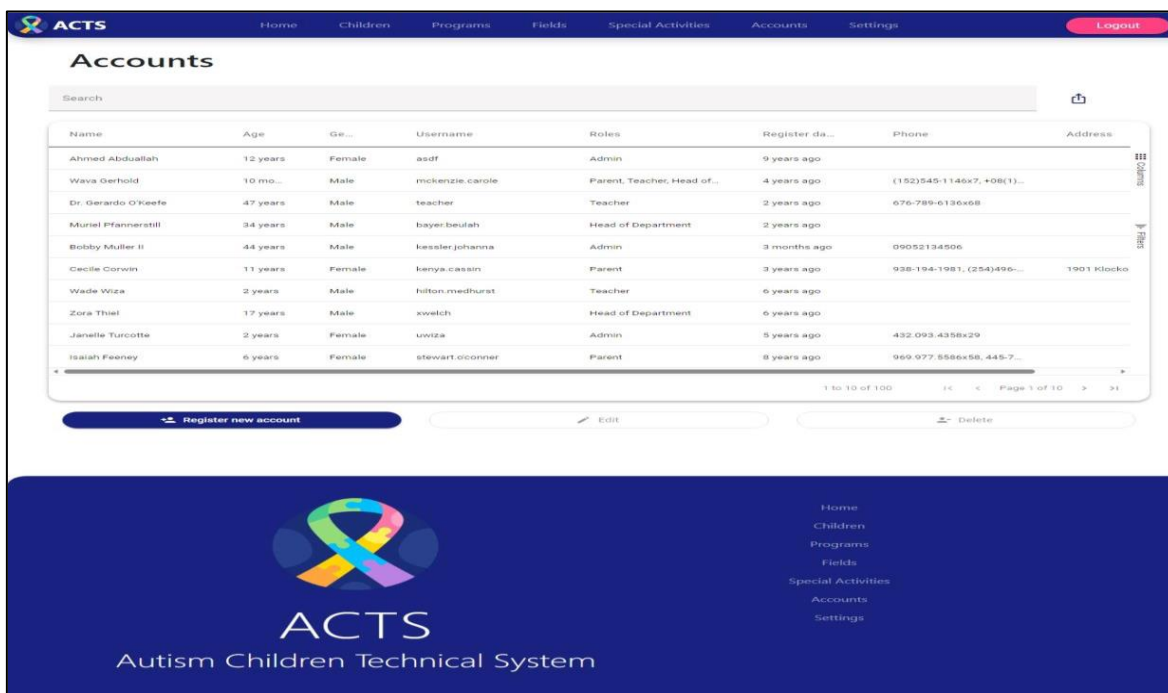 ACTS Home Children Programs Fields Special Activities Accounts Settings Logout
Accounts
Search
Name Age Ge... Username Roles Register da... Phone Address
Ahmed Abduallah 12 years Female asdf Admin 9 years ago
Wava Gerhold 10 mo... Male mckenzie.carole Parent, Teacher, Head of... 4 years ago (152)545-1146x7, +08(1)...
Dr. Gerardo O'Keefe 47 years Male teacher Teacher 2 years ago 676-789-6136x68
Muriel Pfannerstill 34 years Male bayer.beulah Head of Department 2 years ago
Bobby Muller II 44 years Male kessler.johanna Admin 3 months ago 09052134506
Cecile Corwin 11 years Female kenya.cassin Parent 3 years ago 938-194-1981, (254)496-... 1901 Klocko
Wade Wiza 2 years Male hilton.medhurst Teacher 6 years ago
Zora Thiel 17 years Male xwelch Head of Department 6 years ago
Janelle Turcotte 2 years Female uwiza Admin 5 years ago 432.093.4358x29
Isaiah Feeney 6 years Female stewart.o'conner Parent 8 years ago 969.977.5586x58, 445-7...
Columns
Filters
1 to 10 of 100 Page 1 of 10
Register new account Edit Delete
Home
Children
Programs
Fields
Special Activities
Accounts
Settings
ACTS
Autism Children Technical System